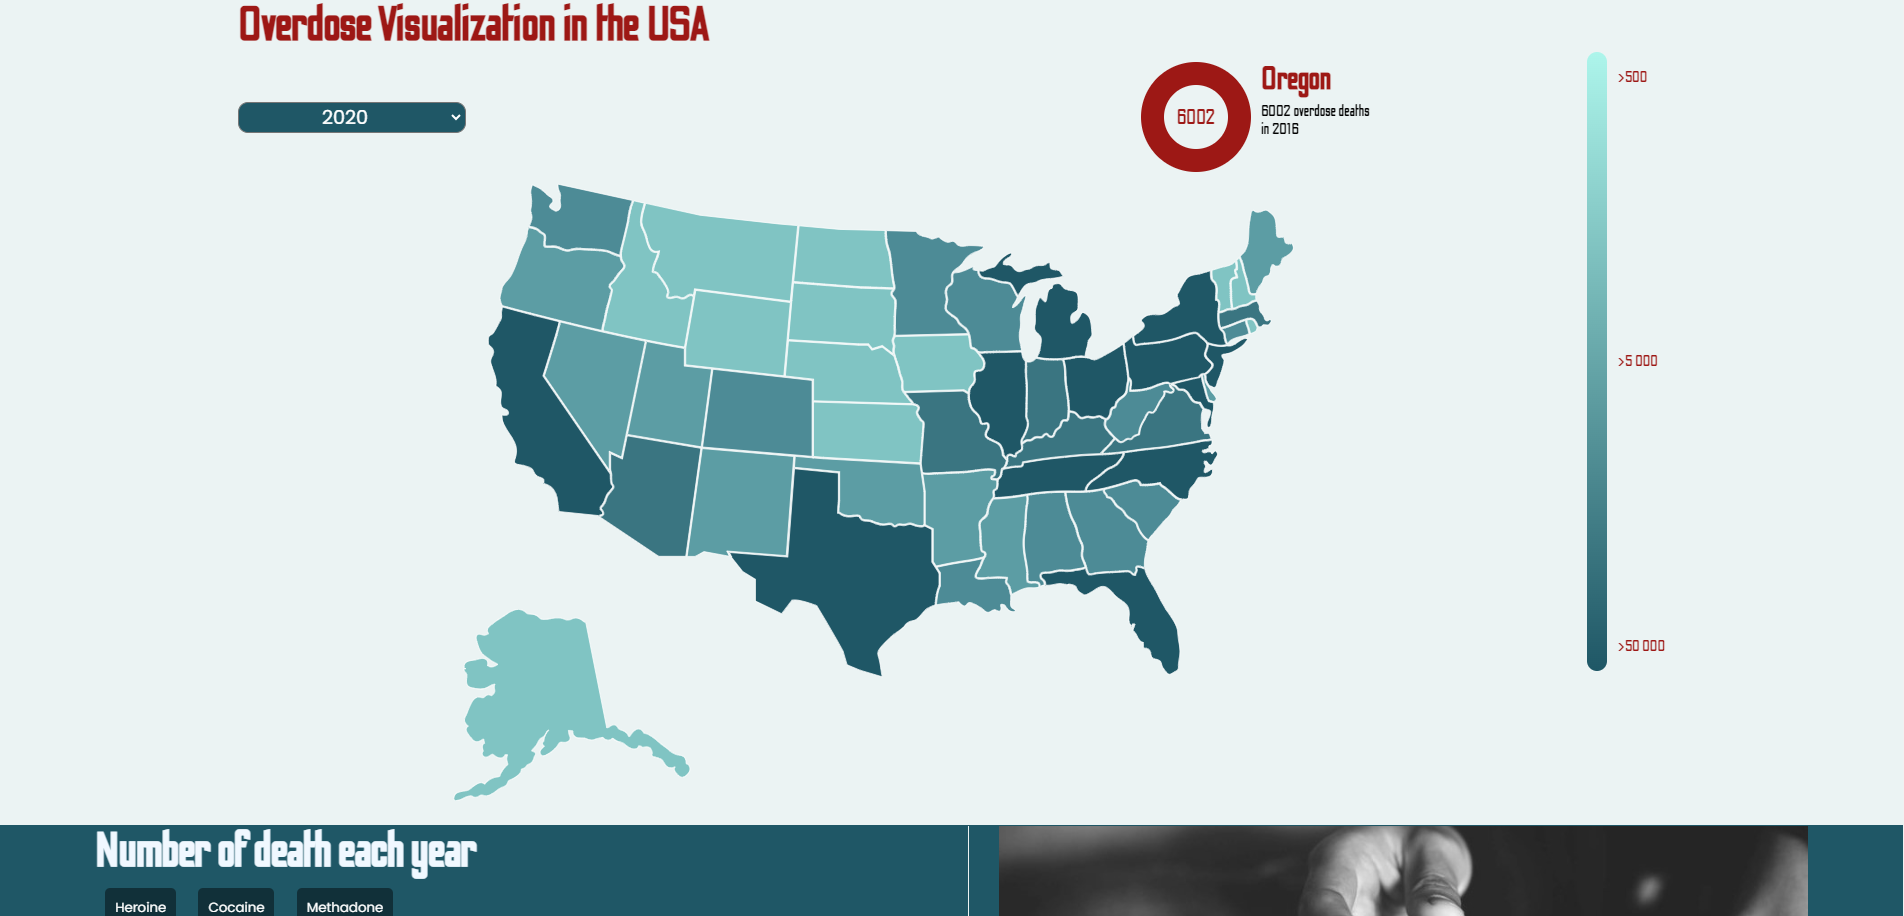 Overdose Visualization in the USA
2020
6002
Oregon
6002 overdose deaths
in 2016
>500
>5 000
>50 000
Number of death each year
Heroine
Cocaine
Methadone